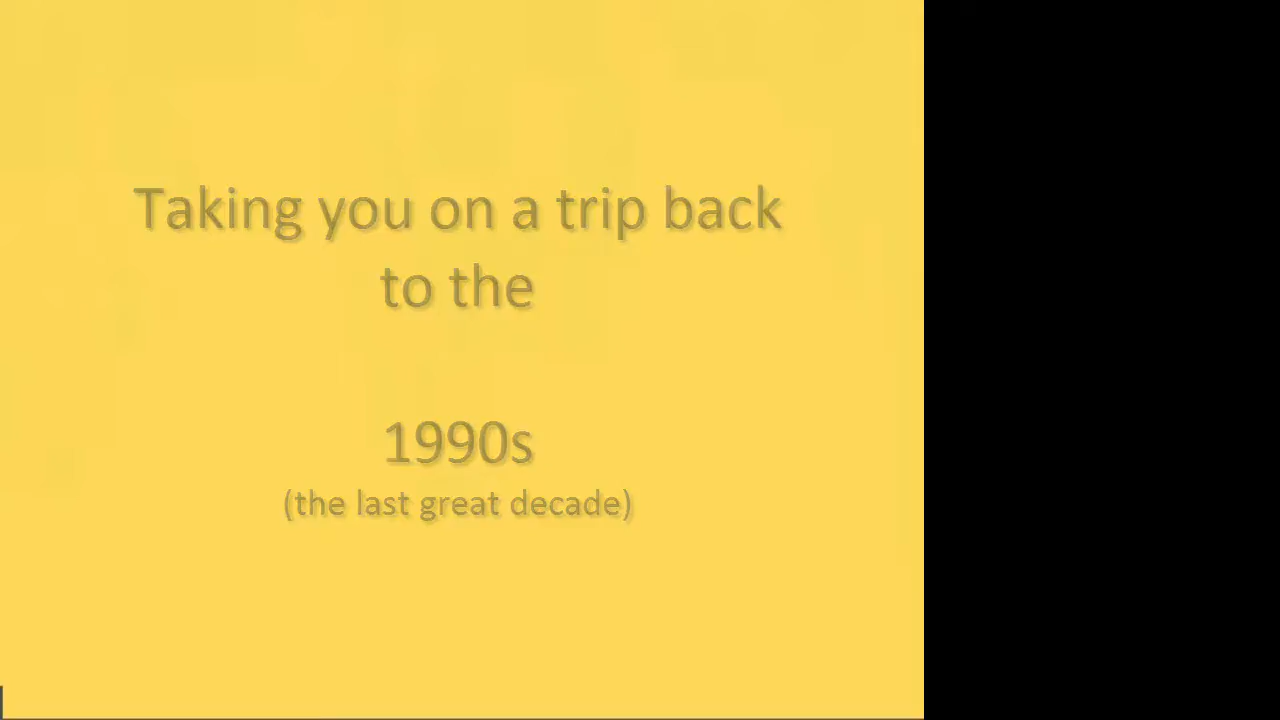 Taking you on a trip back
to the
1990s
(the last great decade)